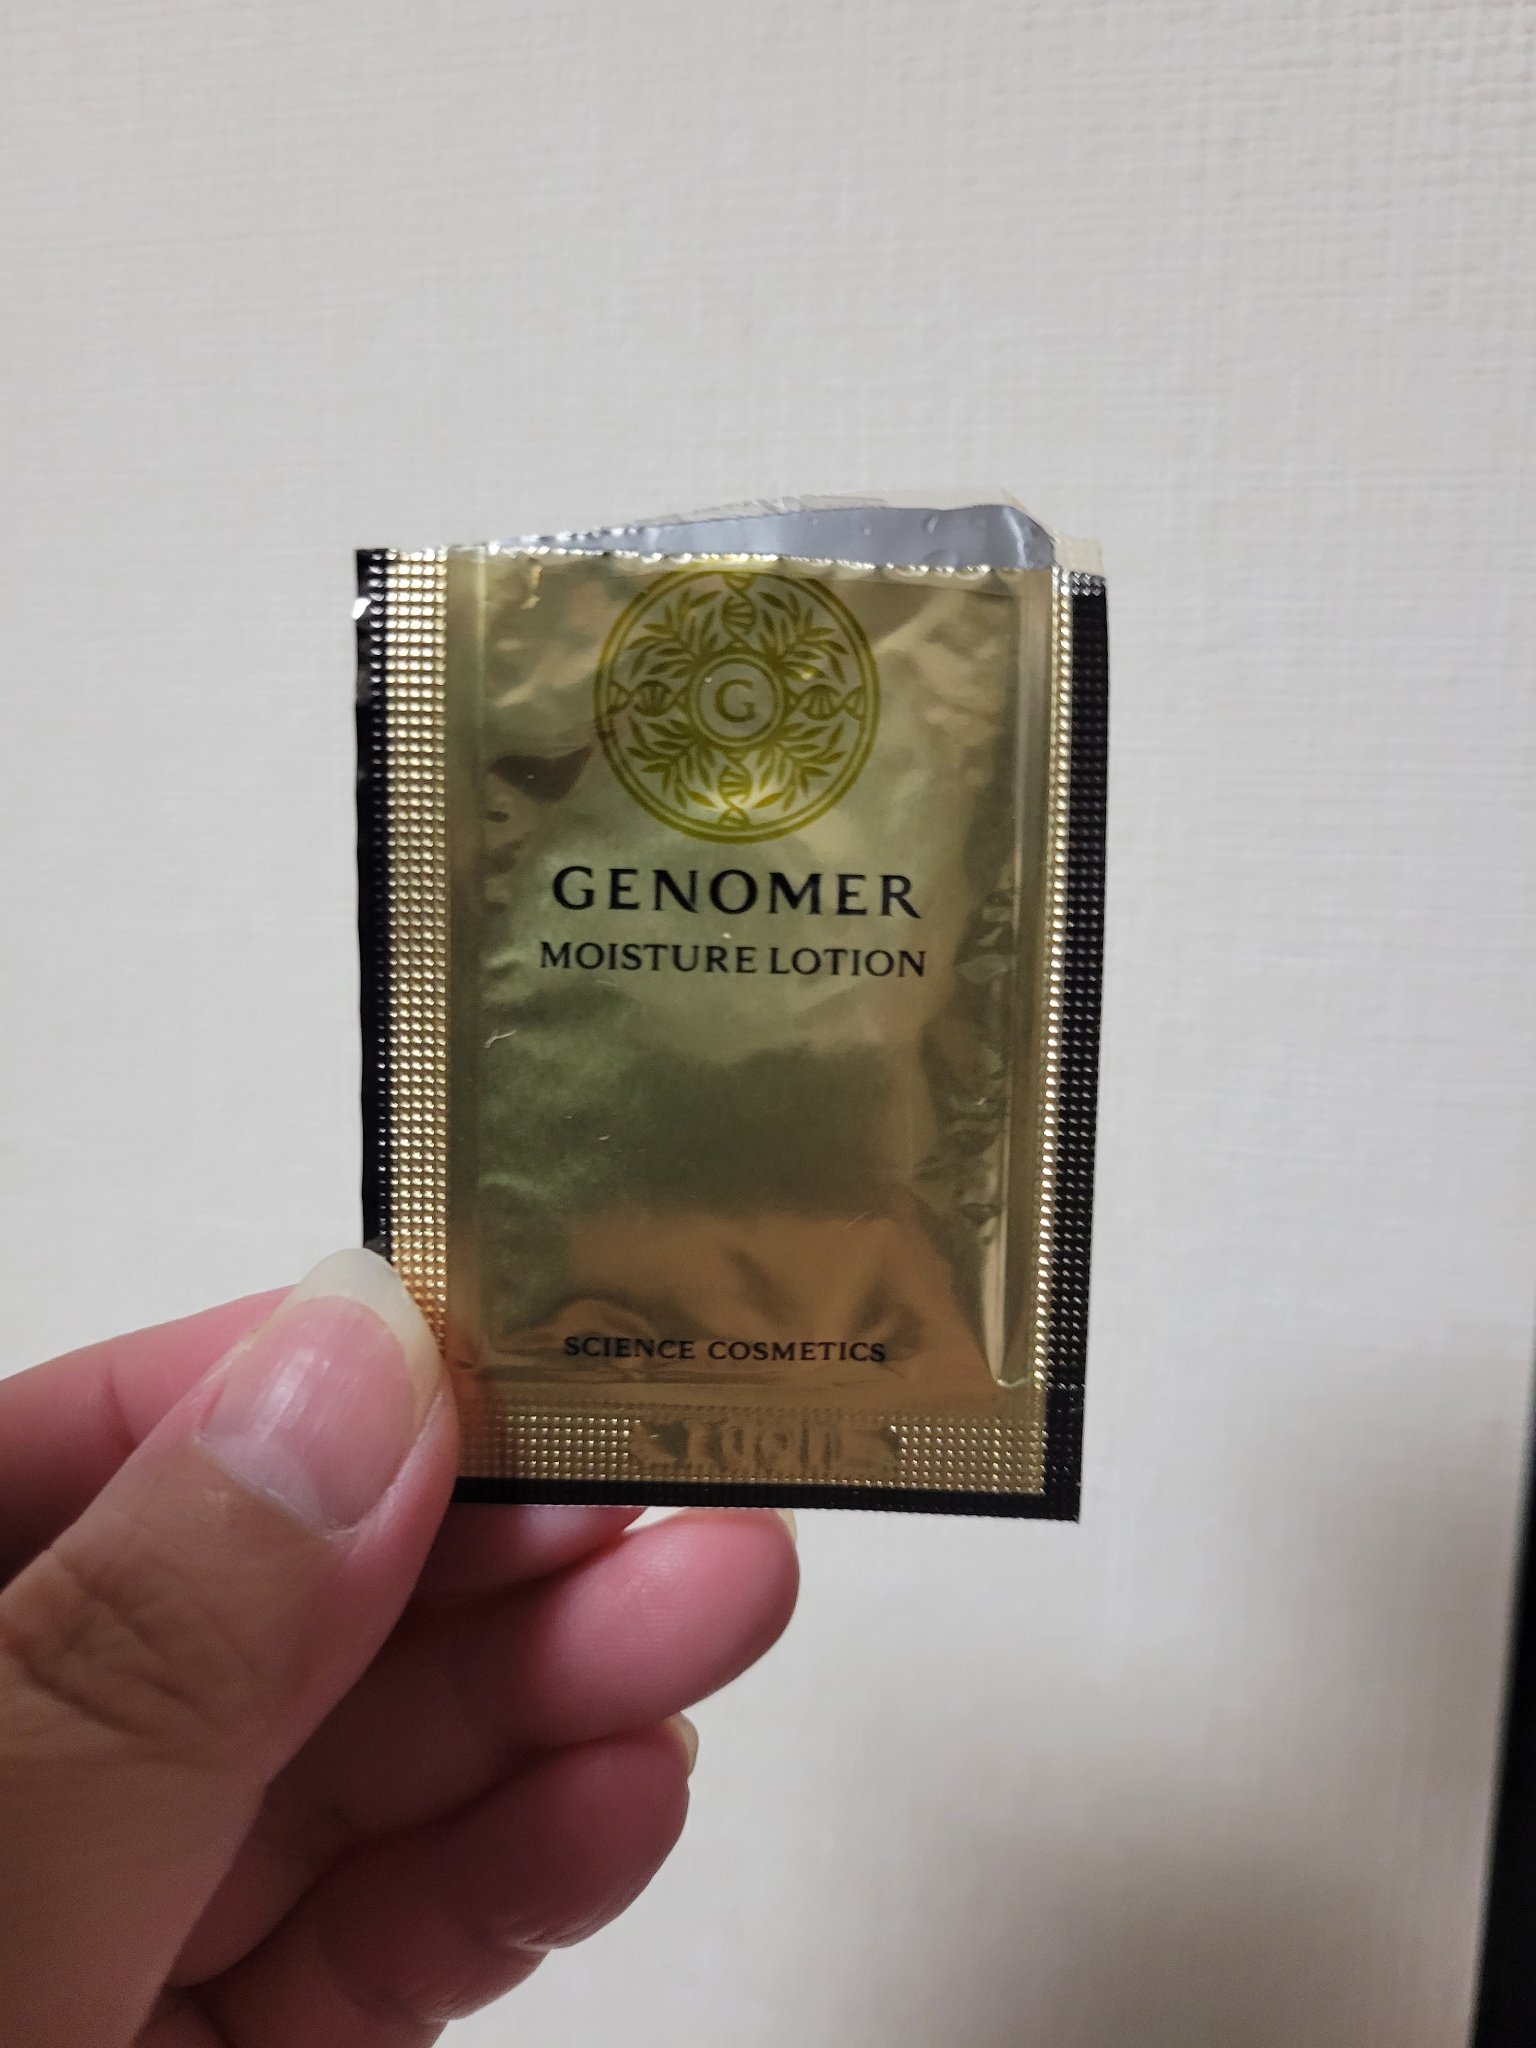 G
GENOMER
MOISTURE LOTION
SCIENCE COSMETICS